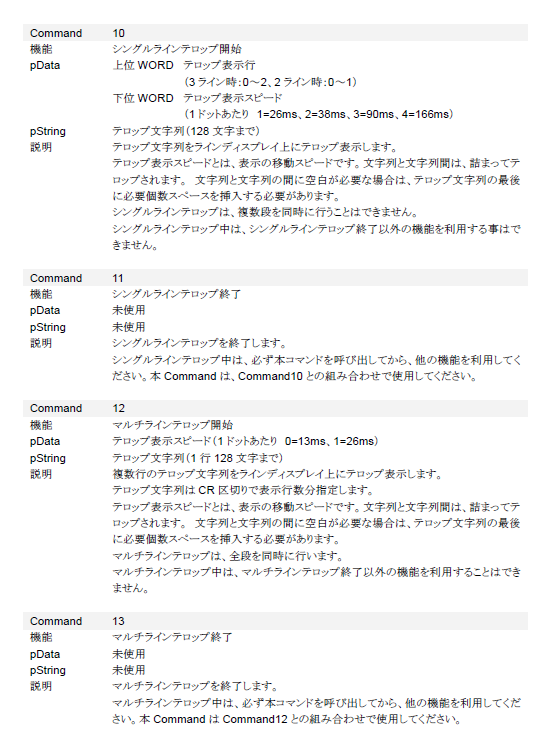 Command 10
機能 シングルラインテロップ開始
pData 上位 WORD テロップ表示行
（3 ライン時：0～2、2 ライン時：0～1）
下位 WORD テロップ表示スピード
（1 ドットあたり 1=26ms、2=38ms、3=90ms、4=166ms）
pString テロップ文字列（128 文字まで）
説明 テロップ文字列をラインディスプレイ上にテロップ表示します。
テロップ表示スピードとは、表示の移動スピードです。文字列と文字列間は、詰まってテ
ロップされます。 文字列と文字列の間に空白が必要な場合は、テロップ文字列の最後
に必要個数スペースを挿入する必要があります。
シングルラインテロップは、複数段を同時に行うことはできません。
シングルラインテロップ中は、シングルラインテロップ終了以外の機能を利用する事はで
きません。
Command 11
機能 シングルラインテロップ終了
pData 未使用
pString 未使用
説明 シングルラインテロップを終了します。
シングルラインテロップ中は、必ず本コマンドを呼び出してから、他の機能を利用してく
ださい。本 Command は、Command10 との組み合わせで使用してください。
Command 12
機能 マルチラインテロップ開始
pData テロップ表示スピード（1 ドットあたり 0=13ms、1=26ms）
pString テロップ文字列（1 行 128 文字まで）
説明 複数行のテロップ文字列をラインディスプレイ上にテロップ表示します。
テロップ文字列は CR 区切りで表示行数分指定します。
テロップ表示スピードとは、表示の移動スピードです。文字列と文字列間は、詰まってテ
ロップされます。 文字列と文字列の間に空白が必要な場合は、テロップ文字列の最後
に必要個数スペースを挿入する必要があります。
マルチラインテロップは、全段を同時に行います。
マルチラインテロップ中は、マルチラインテロップ終了以外の機能を利用することはでき
ません。
Command 13
機能 マルチラインテロップ終了
pData 未使用
pString 未使用
説明 マルチラインテロップを終了します。
マルチラインテロップ中は、必ず本コマンドを呼び出してから、他の機能を利用してくだ
さい。本 Command は Command12 との組み合わせで使用してください。